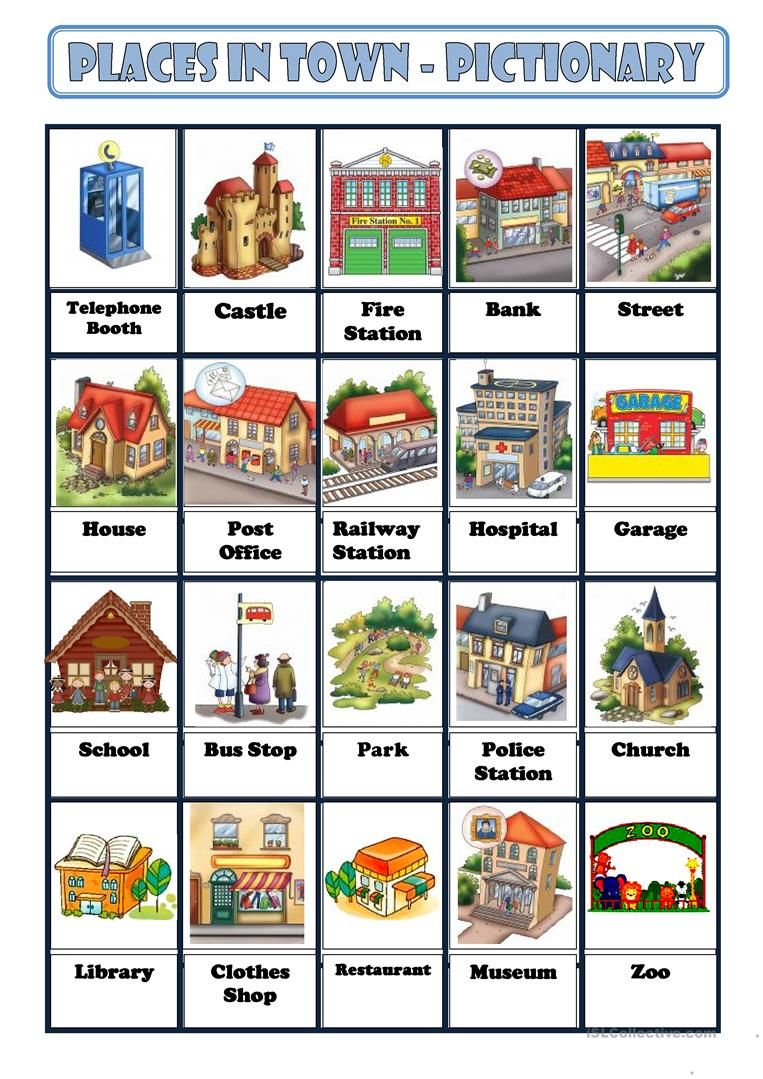 PLACES IN TOWN - PICTIONARY
Fire Station No. 1
Telephone
Booth
Castle
Fire
Station
Bank
Street
GARAGE
House
Post
Office
Railway
Station
Hospital
Garage
School
Bus Stop
Park
Police
Station
Church
ZOO
Library
Clothes
Shop
Restaurant
Museum
Zoo
iSLCollective.com